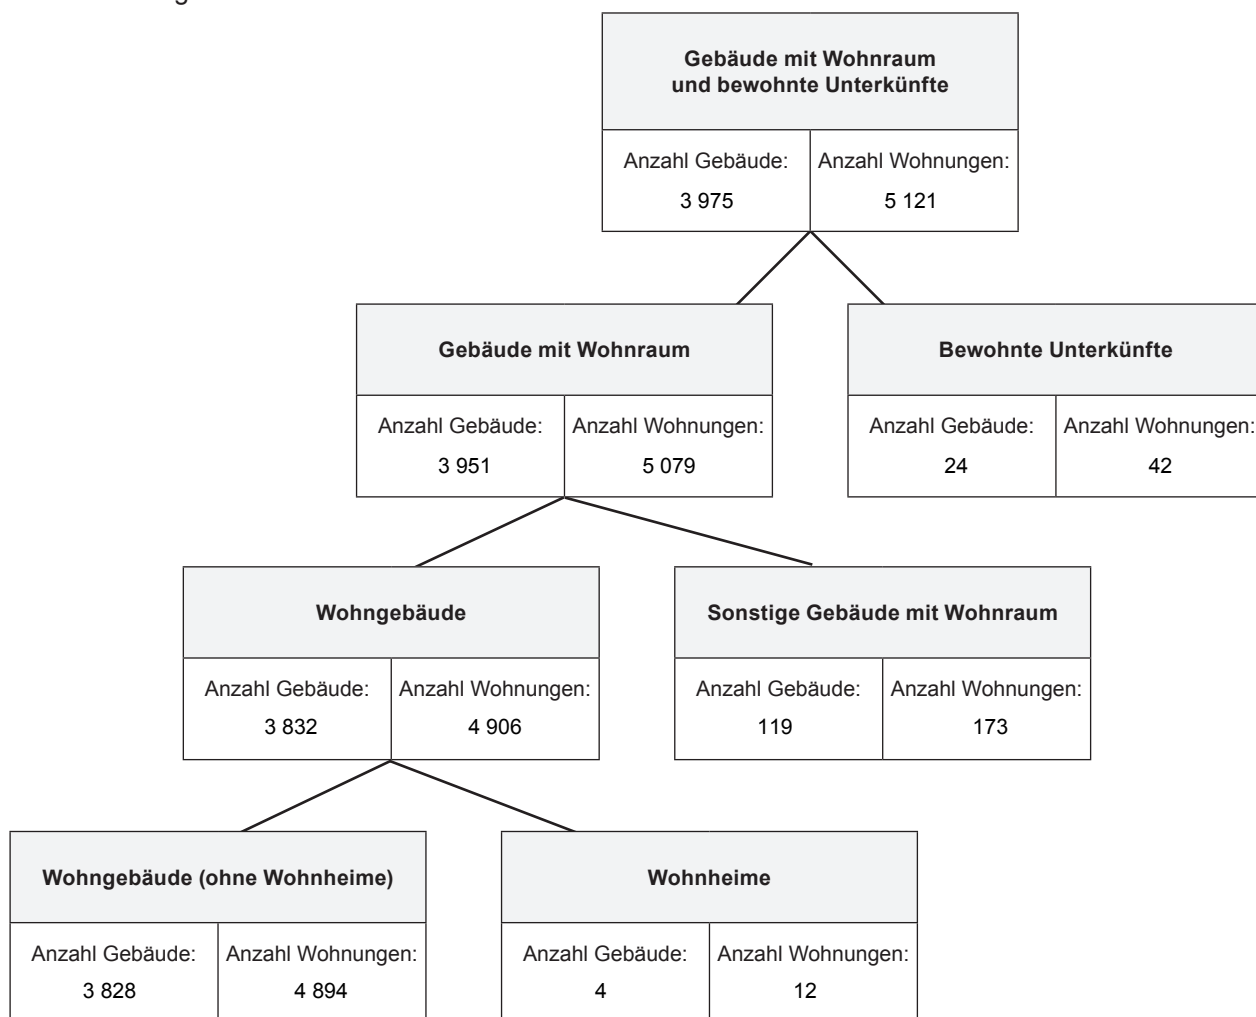 Gebäude mit Wohnraum
und bewohnte Unterkünfte
Anzahl Gebäude: Anzahl Wohnungen:
3 975 5 121
Gebäude mit Wohnraum
Anzahl Gebäude: Anzahl Wohnungen:
3 951 5 079
Bewohnte Unterkünfte
Anzahl Gebäude: Anzahl Wohnungen:
24 42
Wohngebäude
Anzahl Gebäude: Anzahl Wohnungen:
3 832 4 906
Sonstige Gebäude mit Wohnraum
Anzahl Gebäude: Anzahl Wohnungen:
119 173
Wohngebäude (ohne Wohnheime)
Anzahl Gebäude: Anzahl Wohnungen:
3 828 4 894
Wohnheime
Anzahl Gebäude: Anzahl Wohnungen:
4 12